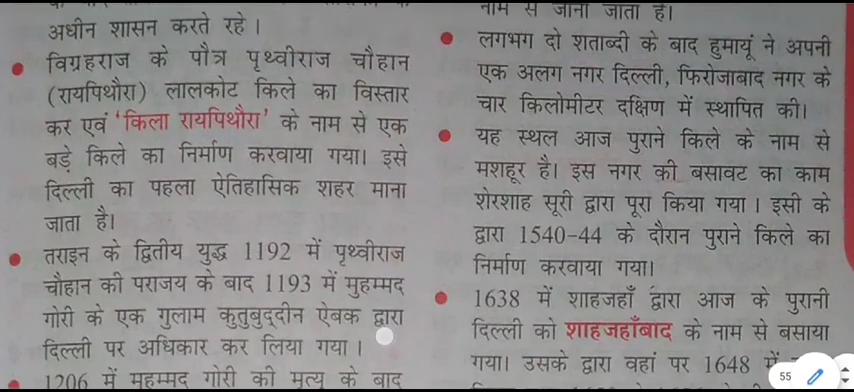 अधीन शासन करते रहे ।
विग्रहराज के पौत्र पृथ्वीराज चौहान
(रायपिथौरा) लालकोट किले का विस्तार
कर एवं 'किला रायपिथौरा' के नाम से एक
बड़े किले का निर्माण करवाया गया। इसे
दिल्ली का पहला ऐतिहासिक शहर माना
जाता है।
तराइन के द्वितीय युद्ध 1192 में पृथ्वीराज
चौहान की पराजय के बाद 1193 में मुहम्मद
गोरी के एक गुलाम कुतुबुद्दीन ऐबक द्वारा
दिल्ली पर अधिकार कर लिया गया ।
1206 में मुहम्मद गोरी की मृत्यु के बाद
नाम से जाना जाता है।
लगभग दो शताब्दी के बाद हुमायूं ने अपनी
एक अलग नगर दिल्ली, फिरोजाबाद नगर के
चार किलोमीटर दक्षिण में स्थापित की।
यह स्थल आज पुराने किले के नाम से
मशहूर है। इस नगर की बसावट का काम
शेरशाह सूरी द्वारा पूरा किया गया । इसी के
द्वारा 1540-44 के दौरान पुराने किले का
निर्माण करवाया गया।
1638 में शाहजहाँ द्वारा आज के पुरानी
दिल्ली को शाहजहाँबाद के नाम से बसाया
गया। उसके द्वारा वहां पर 1648 में
55